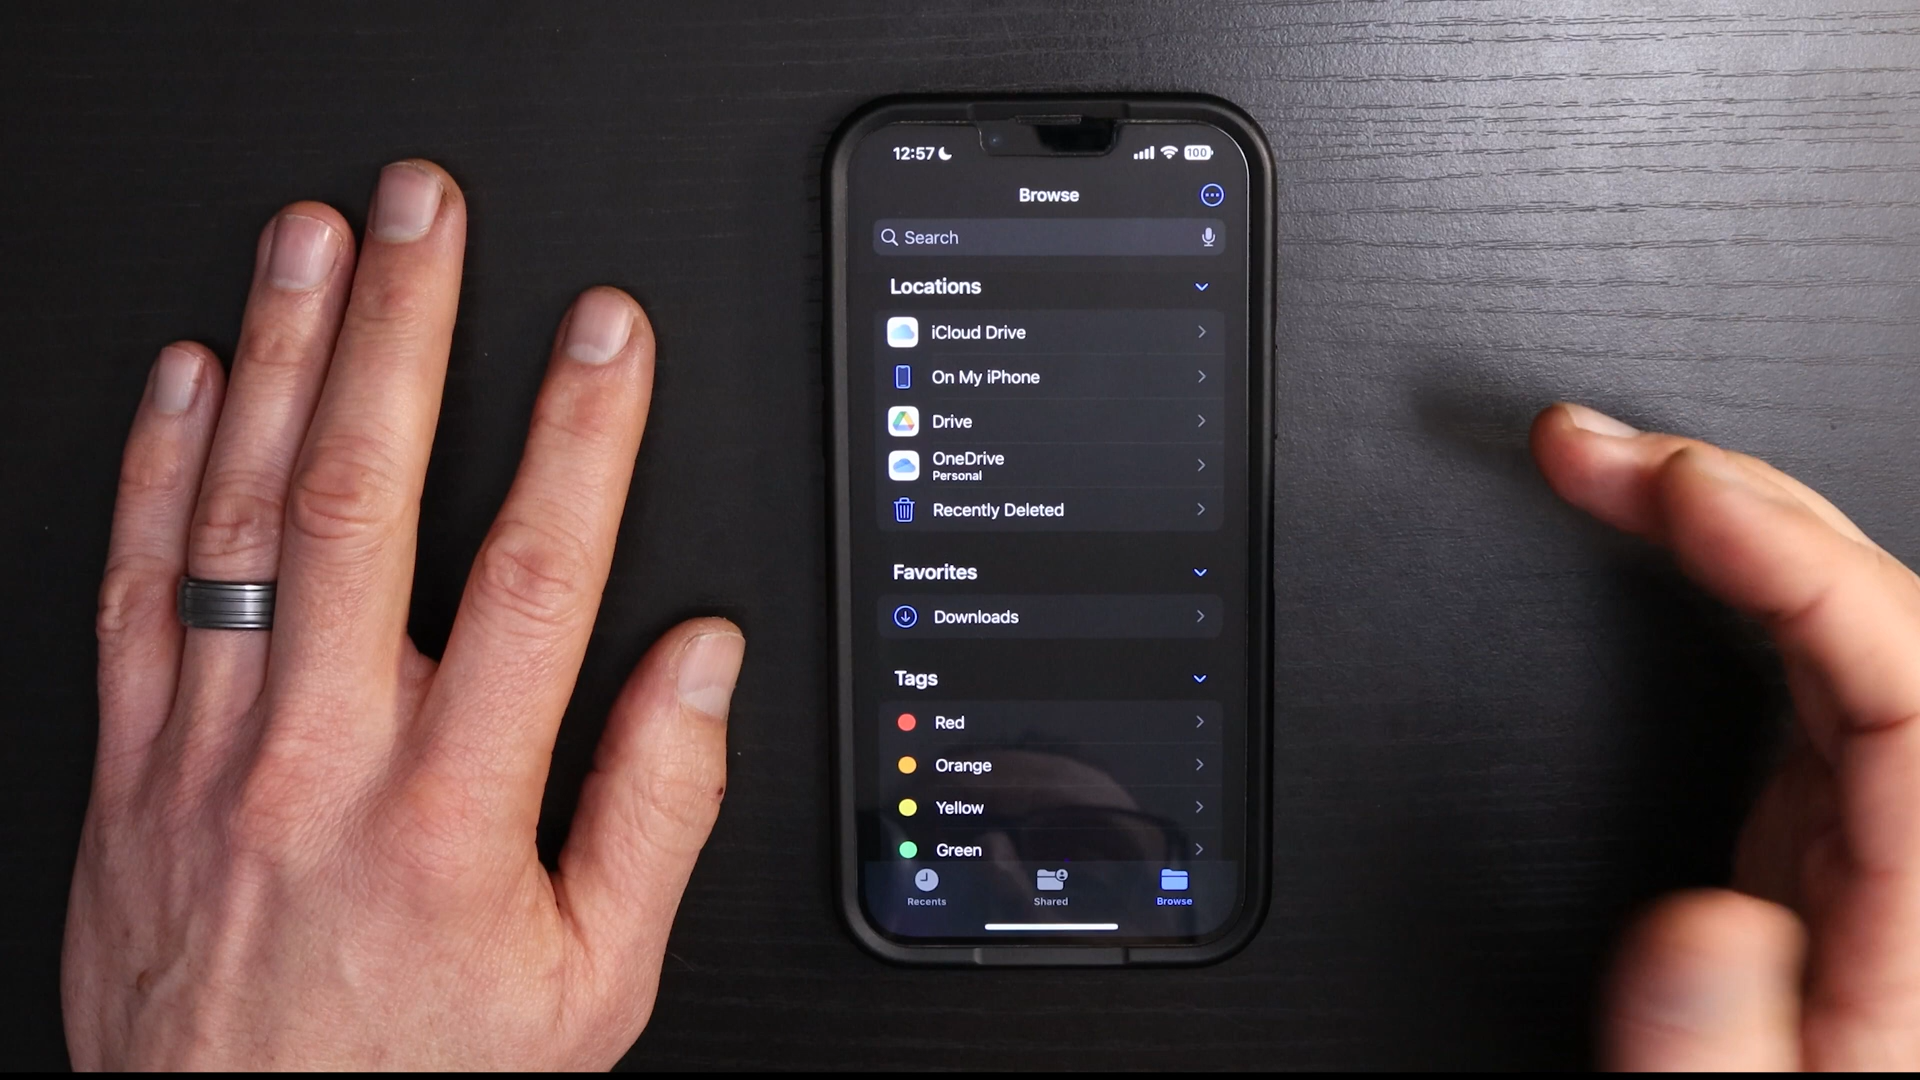 12:57
100
Browse
Search
Locations
iCloud Drive
On My iPhone
Drive
OneDrive
Personal
Recently Deleted
Favorites
Downloads
Tags
Red
Orange
Yellow
Green
Recents
Shared
Browse